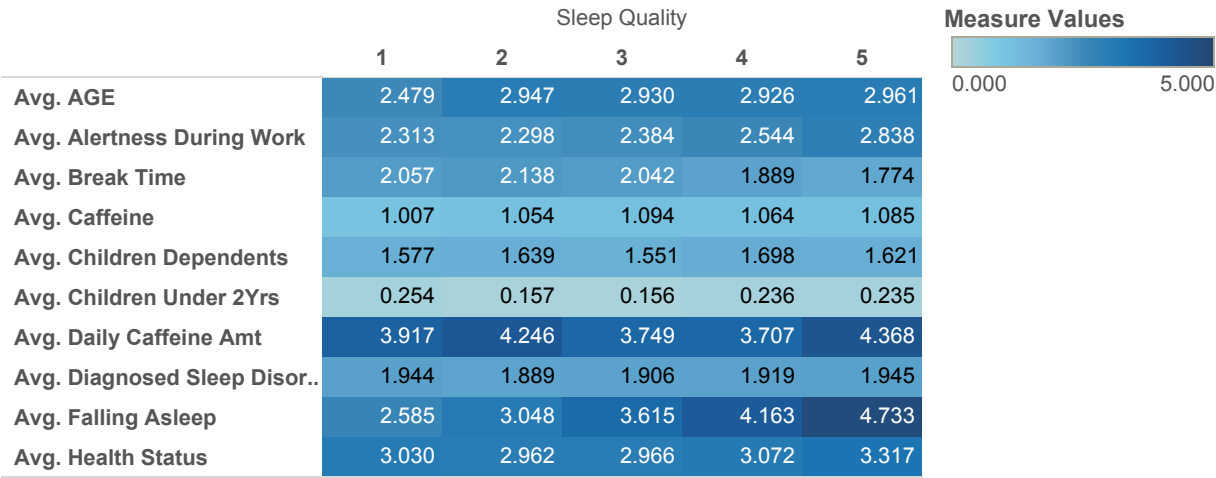 Sleep Quality
Measure Values
1 2 3 4 5
0.000 5.000
Avg. AGE 2.479 2.947 2.930 2.926 2.961
Avg. Alertness During Work 2.313 2.298 2.384 2.544 2.838
Avg. Break Time 2.057 2.138 2.042 1.889 1.774
Avg. Caffeine 1.007 1.054 1.094 1.064 1.085
Avg. Children Dependents 1.577 1.639 1.551 1.698 1.621
Avg. Children Under 2Yrs 0.254 0.157 0.156 0.236 0.235
Avg. Daily Caffeine Amt 3.917 4.246 3.749 3.707 4.368
Avg. Diagnosed Sleep Disor.. 1.944 1.889 1.906 1.919 1.945
Avg. Falling Asleep 2.585 3.048 3.615 4.163 4.733
Avg. Health Status 3.030 2.962 2.966 3.072 3.317